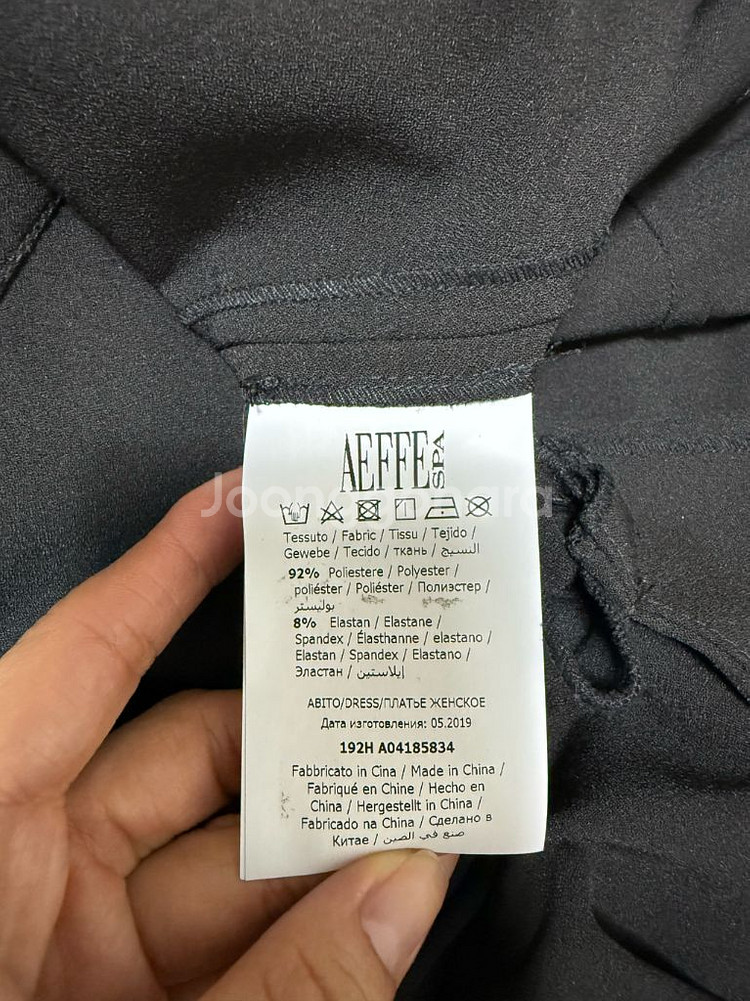 AEFFE SPA
Joonggonara
Tessuto / Fabric / Tissu / Tejido /
Gewebe / Tecido / ткань / النسيج
92% Poliestere / Polyester /
poliéster / Poliéster / Полиэстер /
بوليستر
8% Elastan / Elastane /
Spandex / Élasthanne / elastano /
Elastan / Spandex / Elastano /
Эластан / إيلاستين
ABITO/DRESS/ПЛАТЬЕ ЖЕНСКОЕ
Дата изготовления: 05.2019
192H A04185834
Fabbricato in Cina / Made in China /
Fabriqué en Chine / Hecho en
China / Hergestellt in China /
Fabricado na China / Сделано в
Китае / صنع في الصين